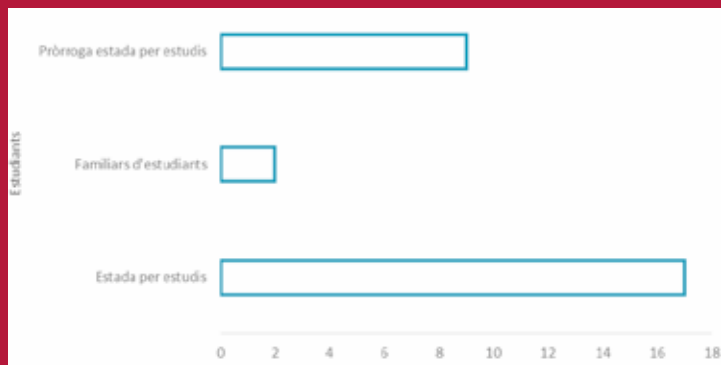 Pròrroga estada per estudis
Familiars d'estudiants
Estudiants
Estada per estudis
0 2 4 6 8 10 12 14 16 18